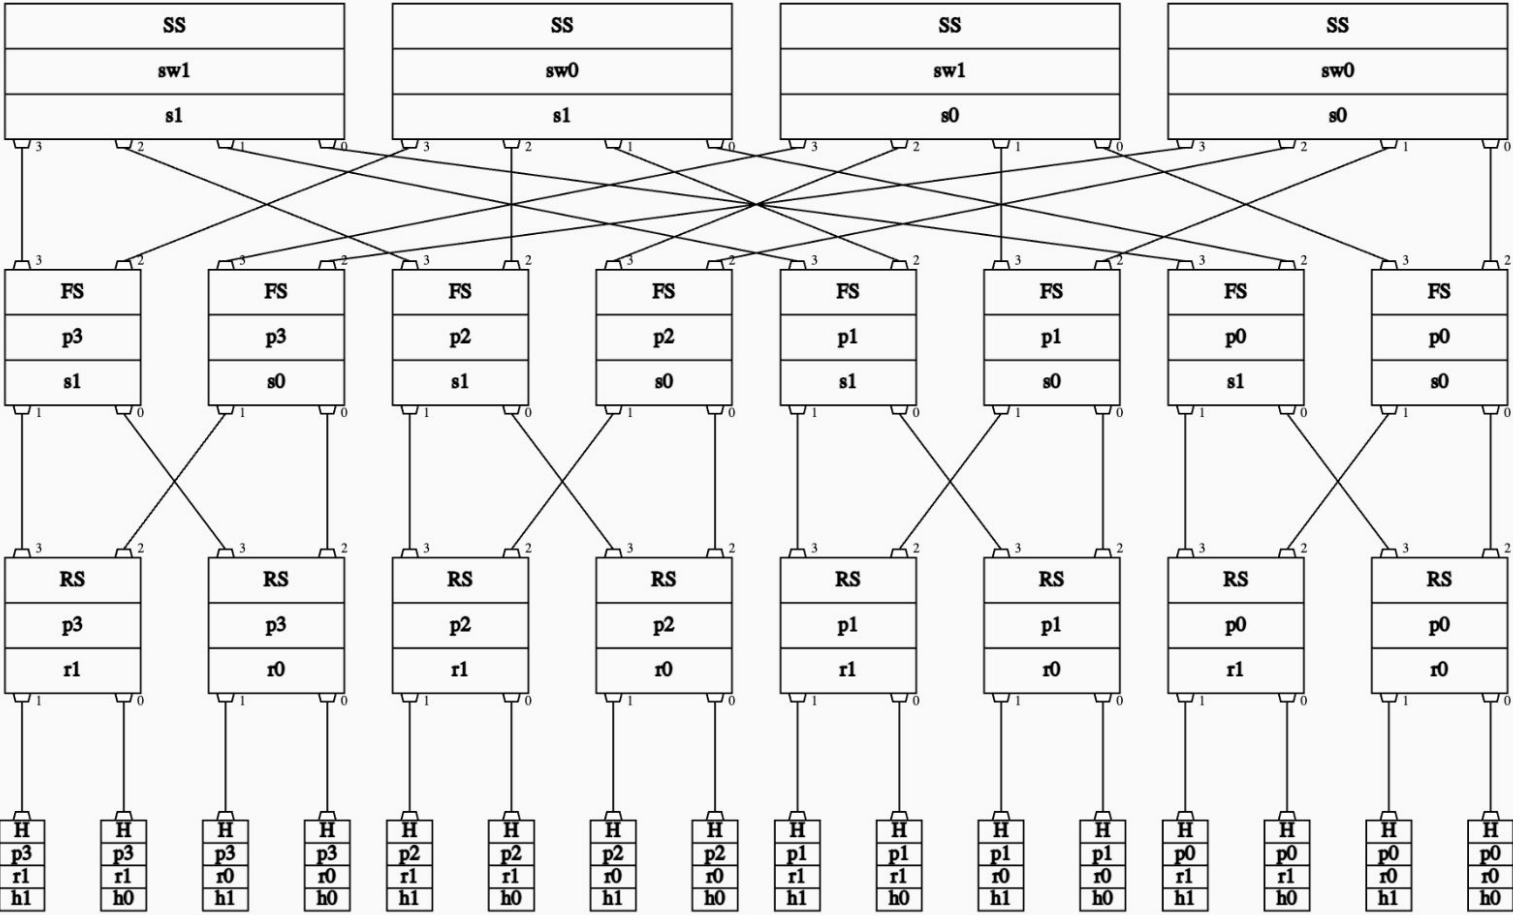 SS SS SS SS
sw1 sw0 sw1 sw0
s1 s1 s0 s0
3 2 1 0 3 2 1 0 3 2 1 0 3 2 1 0
3 2 3 2 3 2 3 2 3 2 3 2 3 2 3 2
FS FS FS FS FS FS FS FS
p3 p3 p2 p2 p1 p1 p0 p0
s1 s0 s1 s0 s1 s0 s1 s0
1 0 1 0 1 0 1 0 1 0 1 0 1 0 1 0
3 2 3 2 3 2 3 2 3 2 3 2 3 2 3 2
RS RS RS RS RS RS RS RS
p3 p3 p2 p2 p1 p1 p0 p0
r1 r0 r1 r0 r1 r0 r1 r0
1 0 1 0 1 0 1 0 1 0 1 0 1 0 1 0
H H H H H H H H H H H H H H H H
p3 p3 p3 p3 p2 p2 p2 p2 p1 p1 p1 p1 p0 p0 p0 p0
r1 r1 r0 r0 r1 r1 r0 r0 r1 r1 r0 r0 r1 r1 r0 r0
h1 h0 h1 h0 h1 h0 h1 h0 h1 h0 h1 h0 h1 h0 h1 h0